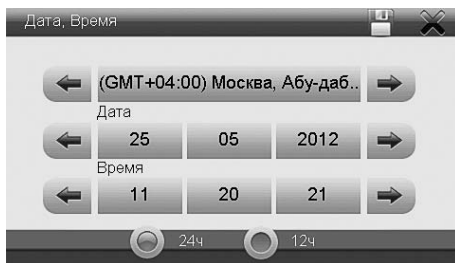 Дата, Время
(GMT+04:00) Москва, Абу-даб..
Дата
25 05 2012
Время
11 20 21
24ч 12ч